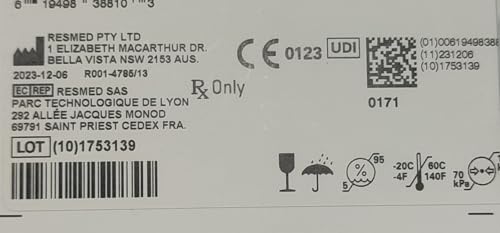 RESMED PTY LTD
1 ELIZABETH MACARTHUR DR.
BELLA VISTA NSW 2153 AUS.
2023-12-06 R001-4785/13
EC REP RESMED SAS
PARC TECHNOLOGIQUE DE LYON
292 ALLÉE JACQUES MONOD
69791 SAINT PRIEST CEDEX FRA.
Rx Only
CE 0123
UDI
(11)231206
(10)1753139
0171
LOT (10)1753139
95
5
-20C 60C
-4F 140F
70
kPa